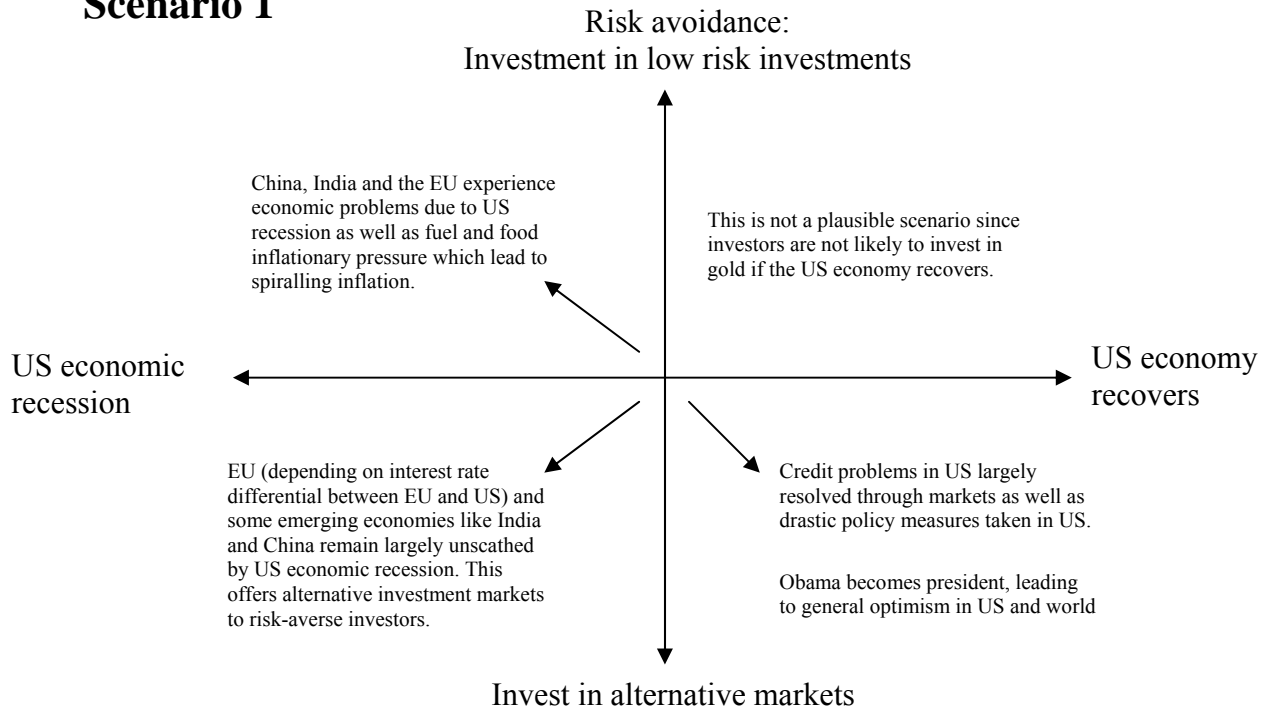 Scenario 1
Risk avoidance:
Investment in low risk investments
China, India and the EU experience
economic problems due to US
recession as well as fuel and food
inflationary pressure which lead to
spiralling inflation.
This is not a plausible scenario since
investors are not likely to invest in
gold if the US economy recovers.
US economic
recession
US economy
recovers
EU (depending on interest rate
differential between EU and US) and
some emerging economies like India
and China remain largely unscathed
by US economic recession. This
offers alternative investment markets
to risk-averse investors.
Credit problems in US largely
resolved through markets as well as
drastic policy measures taken in US.
Obama becomes president, leading
to general optimism in US and world
Invest in alternative markets